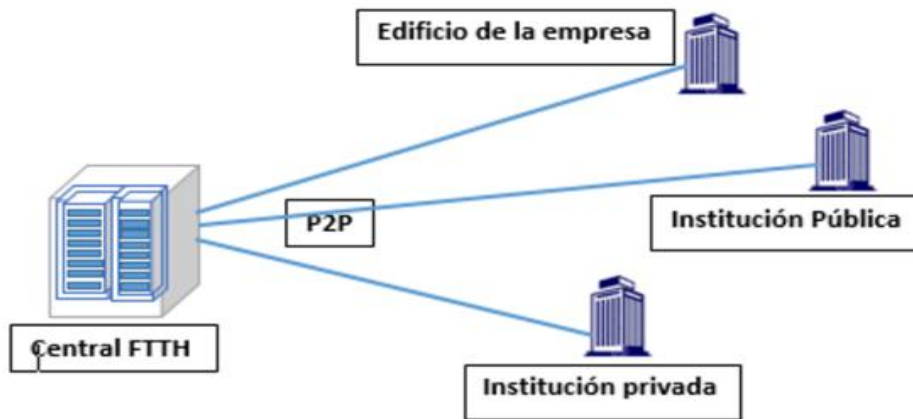 Edificio de la empresa
Institución Pública
P2P
Central FTTH
Institución privada